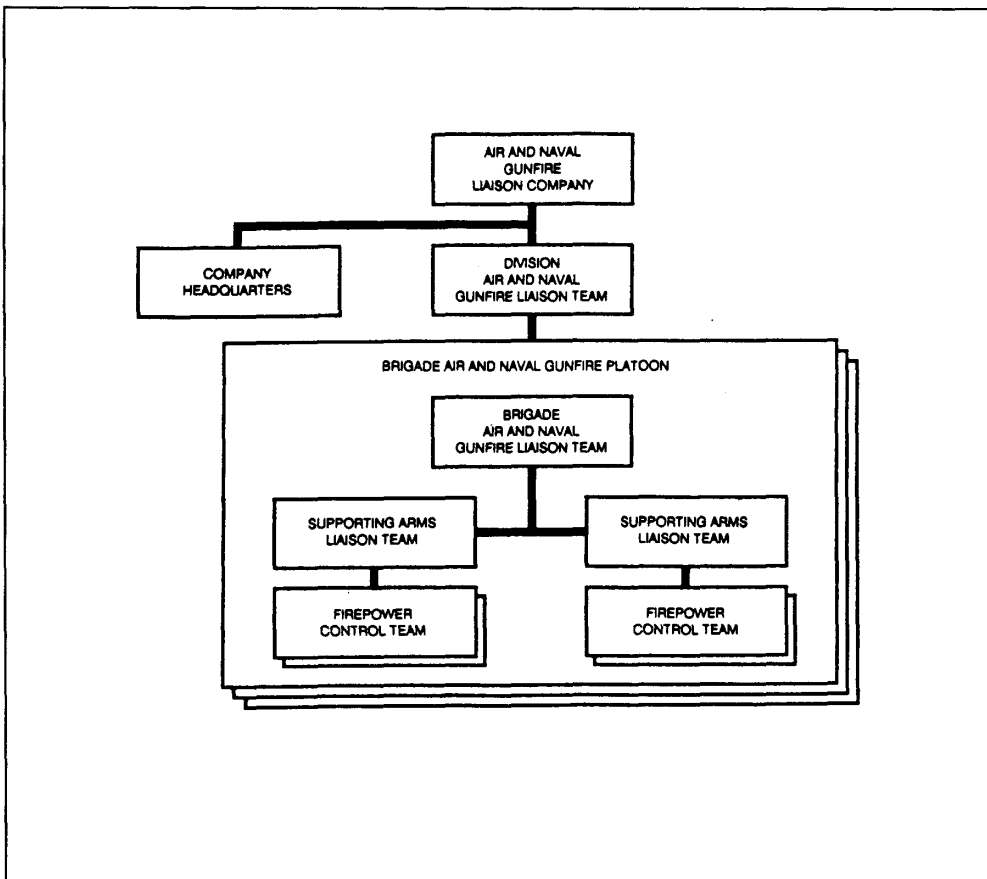 AIR AND NAVAL
GUNFIRE
LIAISON COMPANY
COMPANY
HEADQUARTERS
DIVISION
AIR AND NAVAL
GUNFIRE LIAISON TEAM
BRIGADE AIR AND NAVAL GUNFIRE PLATOON
BRIGADE
AIR AND NAVAL
GUNFIRE LIAISON TEAM
SUPPORTING ARMS
LIAISON TEAM
SUPPORTING ARMS
LIAISON TEAM
FIREPOWER
CONTROL TEAM
FIREPOWER
CONTROL TEAM